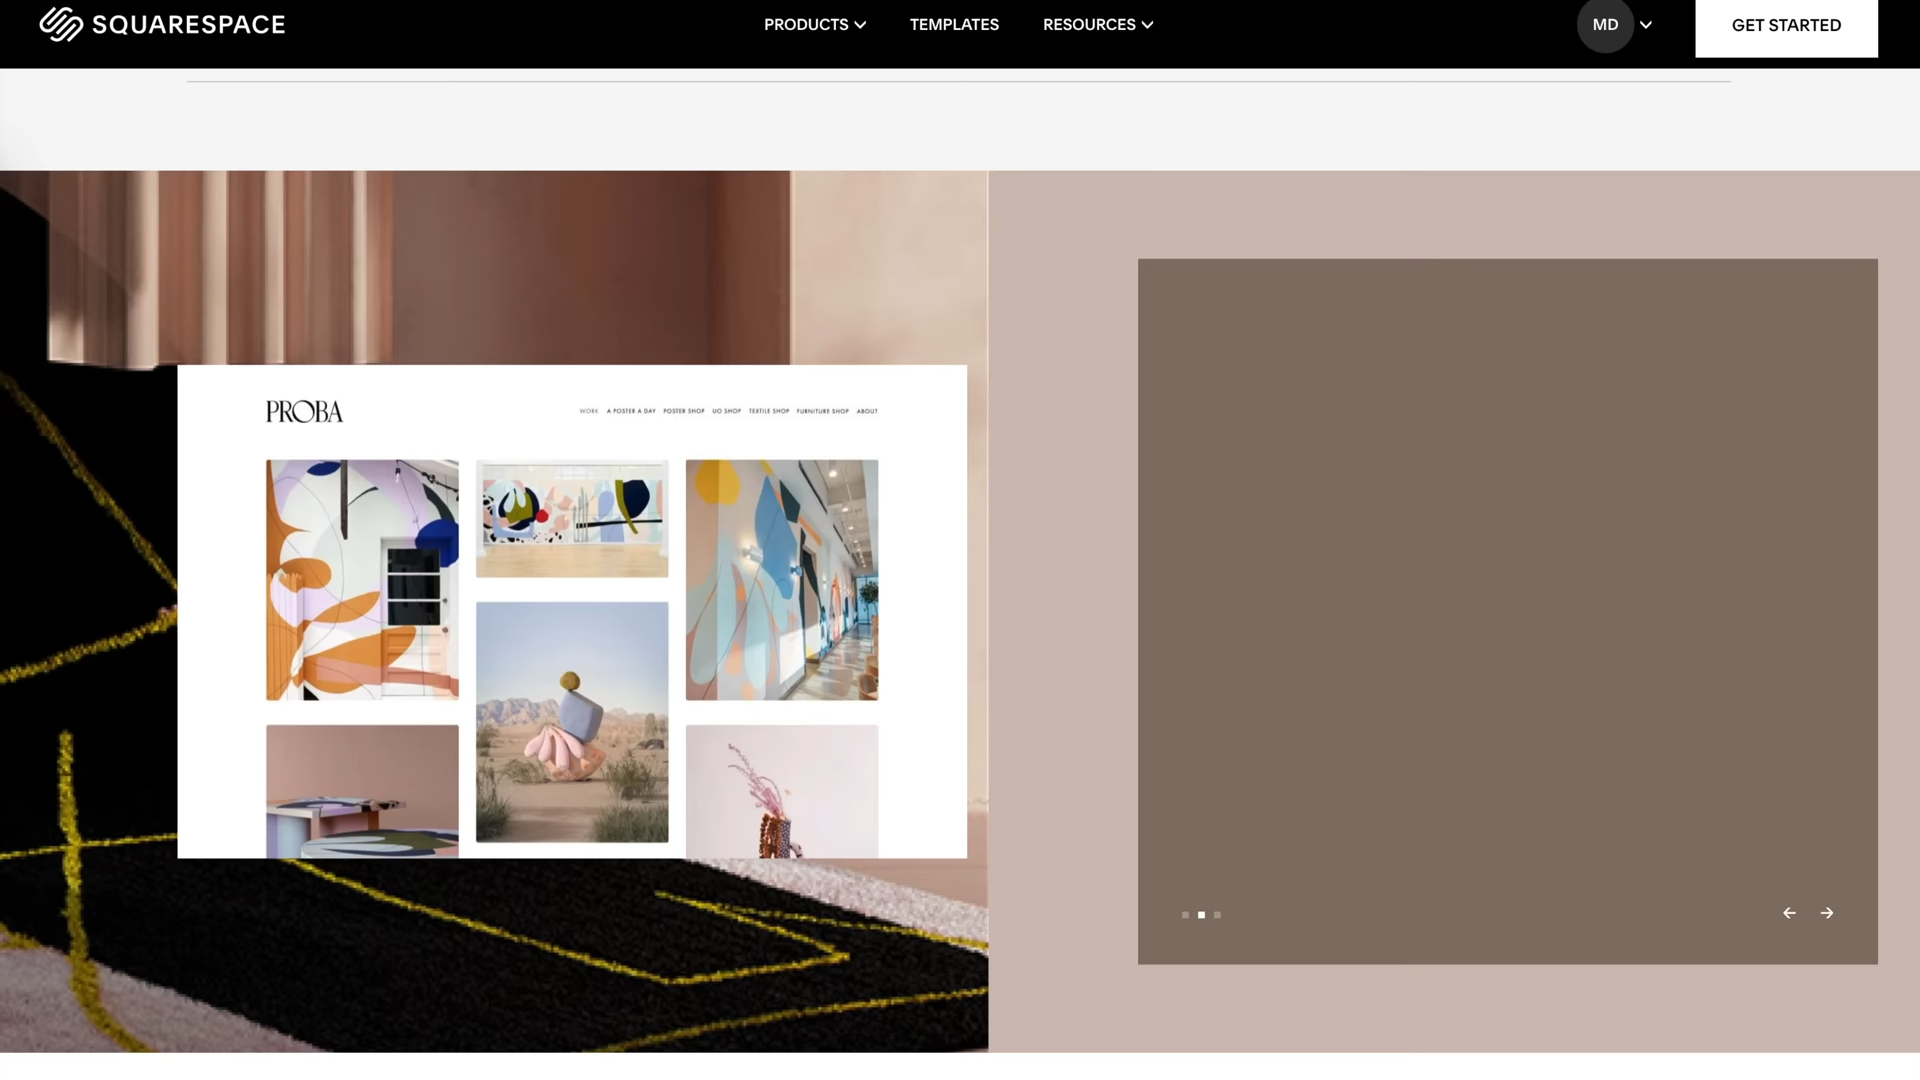 SQUARESPACE
PRODUCTS TEMPLATES RESOURCES
MD
GET STARTED
PROBA
WORK A POSTER A DAY POSTER SHOP UO SHOP TEXTILE SHOP FURNITURE SHOP ABOUT